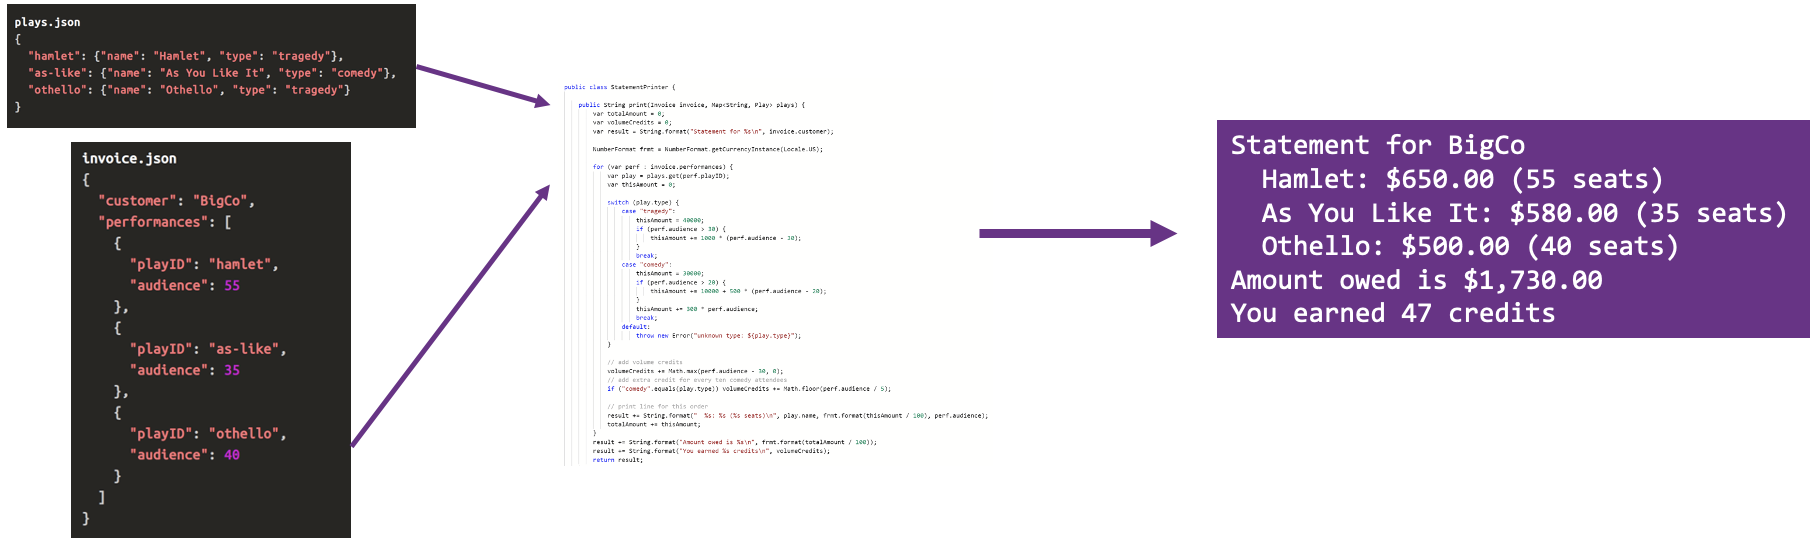 plays.json
{
  "hamlet": {"name": "Hamlet", "type": "tragedy"},
  "as-like": {"name": "As You Like It", "type": "comedy"},
  "othello": {"name": "Othello", "type": "tragedy"}
}
invoice.json
{
  "customer": "BigCo",
  "performances": [
    {
      "playID": "hamlet",
      "audience": 55
    },
    {
      "playID": "as-like",
      "audience": 35
    },
    {
      "playID": "othello",
      "audience": 40
    }
  ]
}
public class StatementPrinter {
    public String print(Invoice invoice, Map<String, Play> plays) {
        var totalAmount = 0;
        var volumeCredits = 0;
        var result = String.format("Statement for %s\n", invoice.customer);
        NumberFormat frmt = NumberFormat.getCurrencyInstance(Locale.US);
        for (var perf : invoice.performances) {
            var play = plays.get(perf.playID);
            var thisAmount = 0;
            switch (play.type) {
                case "tragedy":
                    thisAmount = 40000;
                    if (perf.audience > 30) {
                        thisAmount += 1000 * (perf.audience - 30);
                    }
                    break;
                case "comedy":
                    thisAmount = 30000;
                    if (perf.audience > 20) {
                        thisAmount += 10000 + 500 * (perf.audience - 20);
                    }
                    thisAmount += 300 * perf.audience;
                    break;
                default:
                    throw new Error("unknown type: ${play.type}");
            }
            // add volume credits
            volumeCredits += Math.max(perf.audience - 30, 0);
            // add extra credit for every ten comedy attendees
            if ("comedy".equals(play.type)) volumeCredits += Math.floor(perf.audience / 5);
            // print line for this order
            result += String.format("  %s: %s (%s seats)\n", play.name, frmt.format(thisAmount / 100), perf.audience);
            totalAmount += thisAmount;
        }
        result += String.format("Amount owed is %s\n", frmt.format(totalAmount / 100));
        result += String.format("You earned %s credits\n", volumeCredits);
        return result;
Statement for BigCo
  Hamlet: $650.00 (55 seats)
  As You Like It: $580.00 (35 seats)
  Othello: $500.00 (40 seats)
Amount owed is $1,730.00
You earned 47 credits